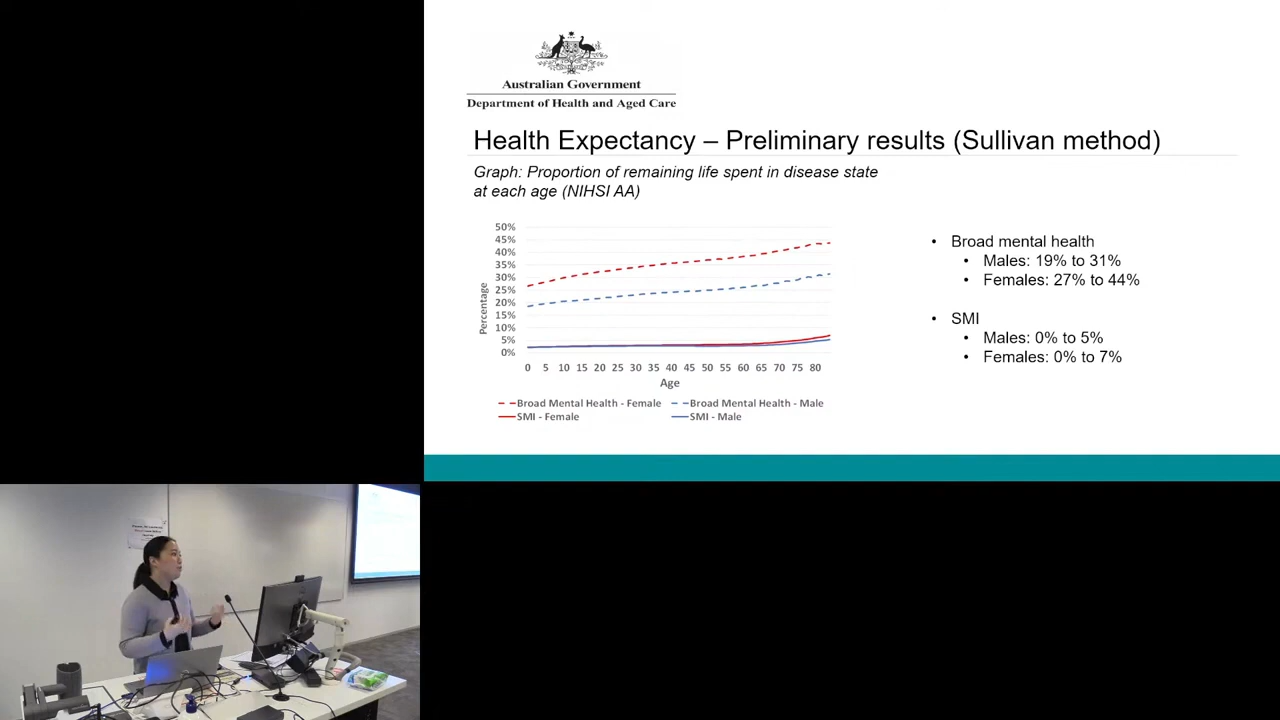 Australian Government
Department of Health and Aged Care
Health Expectancy – Preliminary results (Sullivan method)
Graph: Proportion of remaining life spent in disease state
at each age (NIHSI AA)
50%
45%
40%
35%
30%
25%
20%
15%
10%
5%
0%
Percentage
0 5 10 15 20 25 30 35 40 45 50 55 60 65 70 75 80
Age
Broad Mental Health - Female
Broad Mental Health - Male
SMI - Female
SMI - Male
• Broad mental health
• Males: 19% to 31%
• Females: 27% to 44%
• SMI
• Males: 0% to 5%
• Females: 0% to 7%